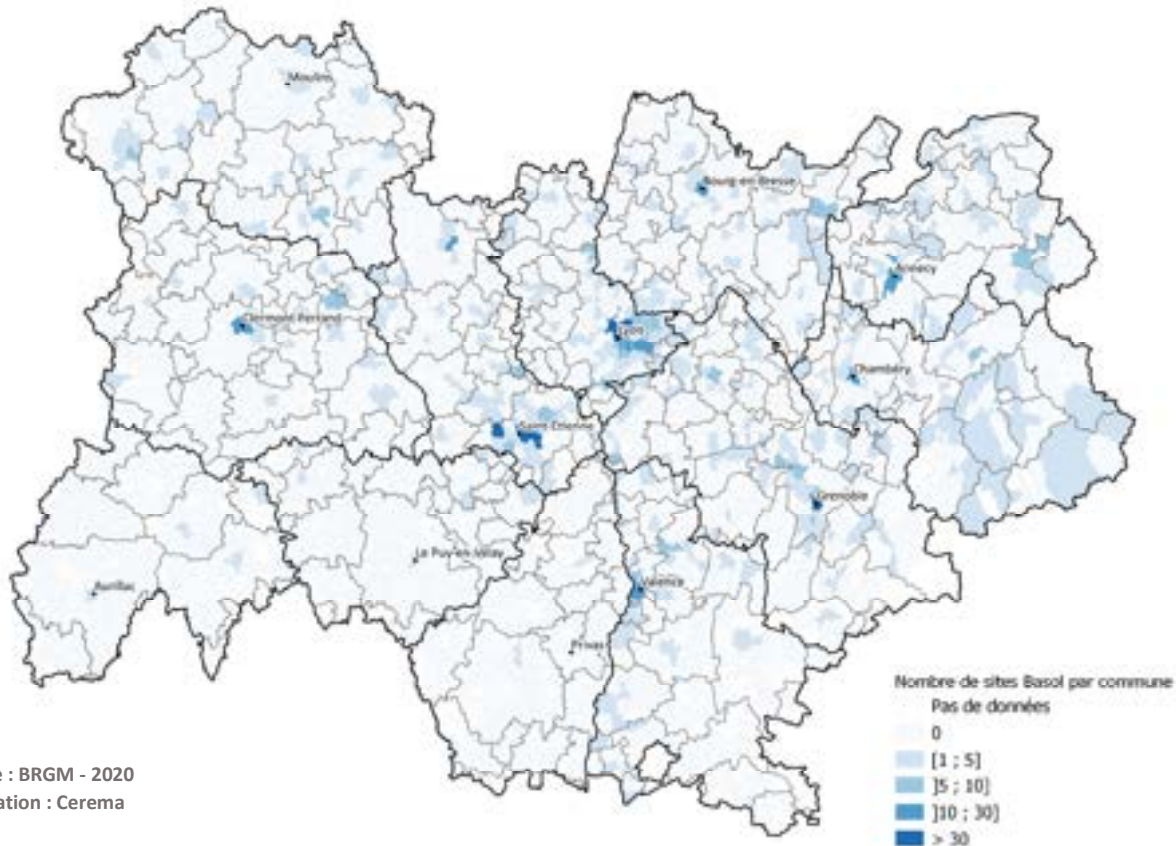 Moulins
Bourg-en-Bresse
Annecy
Clermont-Ferrand
Lyon
Chambéry
Saint-Etienne
Grenoble
Le Puy-en-Velay
Aurillac
Valence
Privas
Nombre de sites Basol par commune
Pas de données
0
[1 ; 5]
]5 ; 10]
]10 ; 30]
> 30
e : BRGM - 2020
ation : Cerema